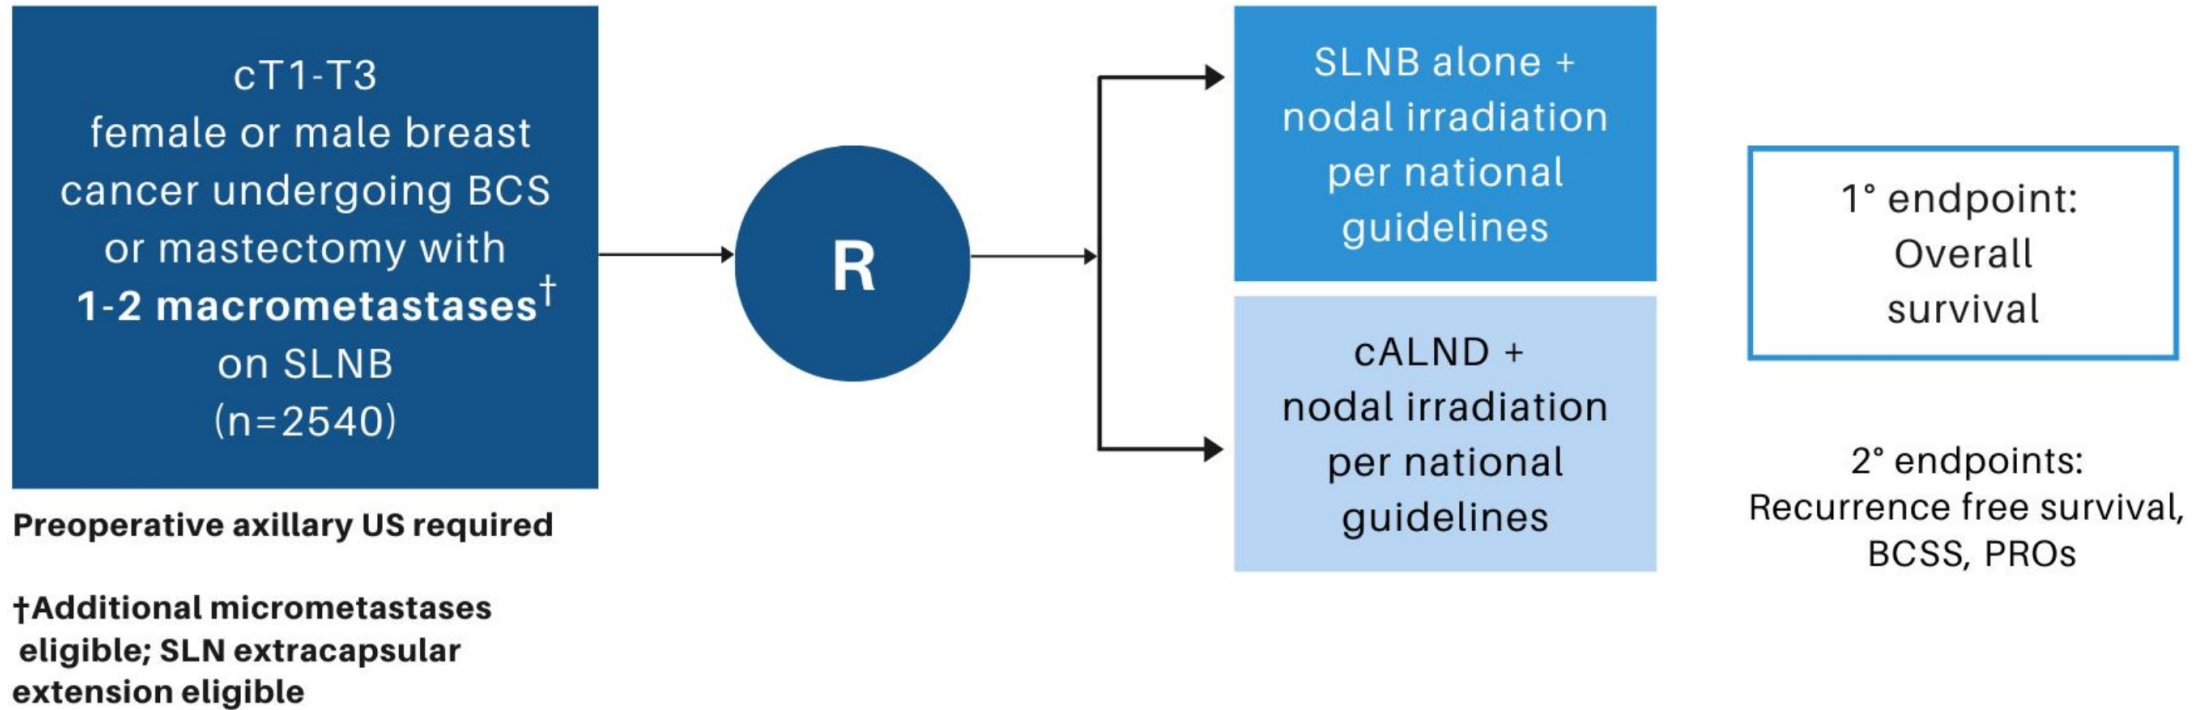 cT1-T3
female or male breast
cancer undergoing BCS
or mastectomy with
1-2 macrometastases†
on SLNB
(n=2540)
Preoperative axillary US required
†Additional micrometastases
eligible; SLN extracapsular
extension eligible
R
SLNB alone +
nodal irradiation
per national
guidelines
cALND +
nodal irradiation
per national
guidelines
1° endpoint:
Overall
survival
2° endpoints:
Recurrence free survival,
BCSS, PROs